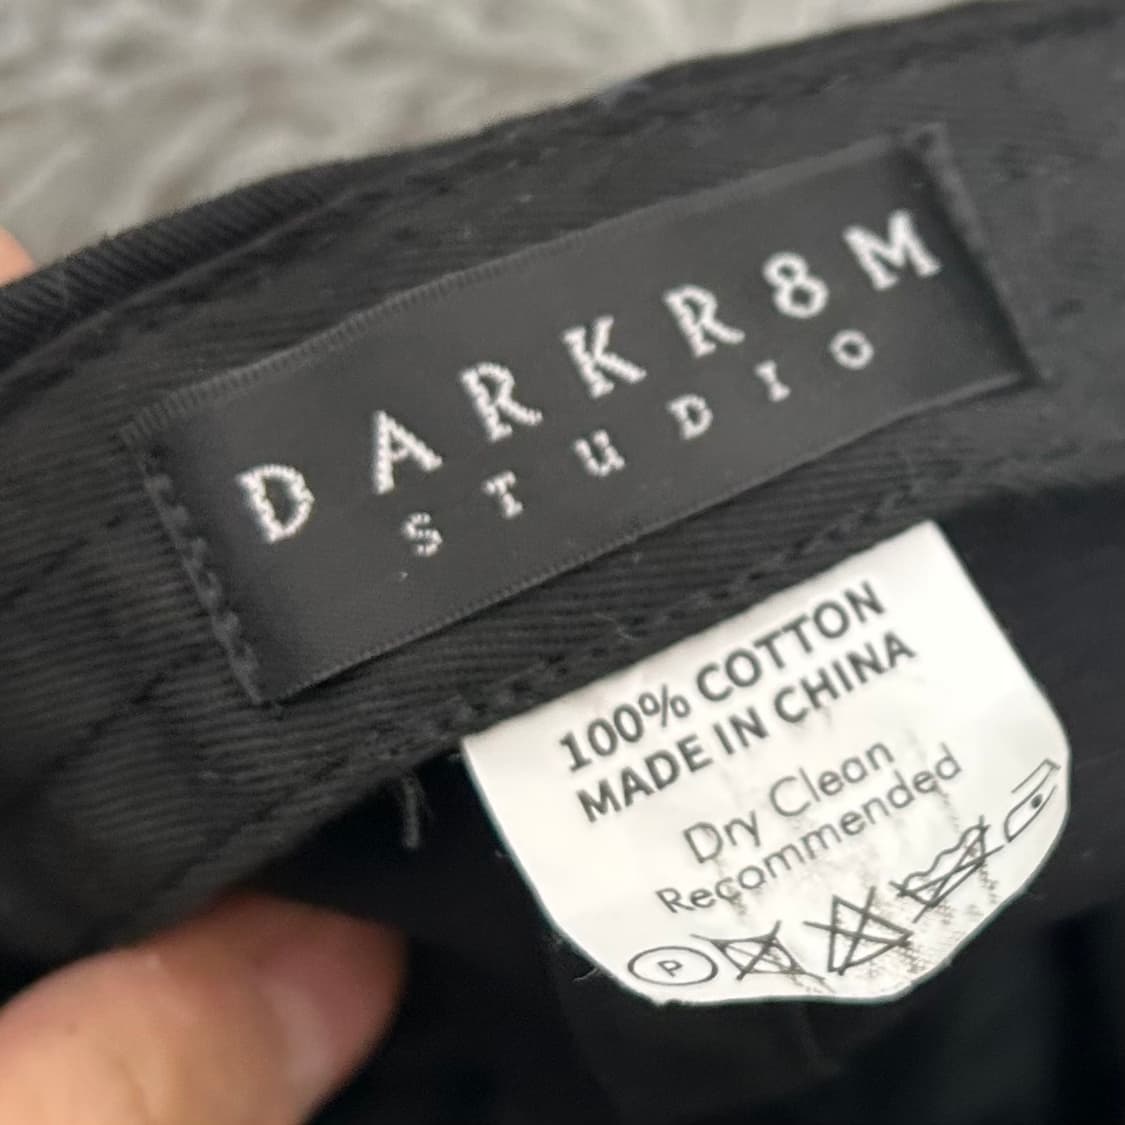 DARKR8M
STUDIO
100% COTTON
MADE IN CHINA
Dry Clean
Recommended
P